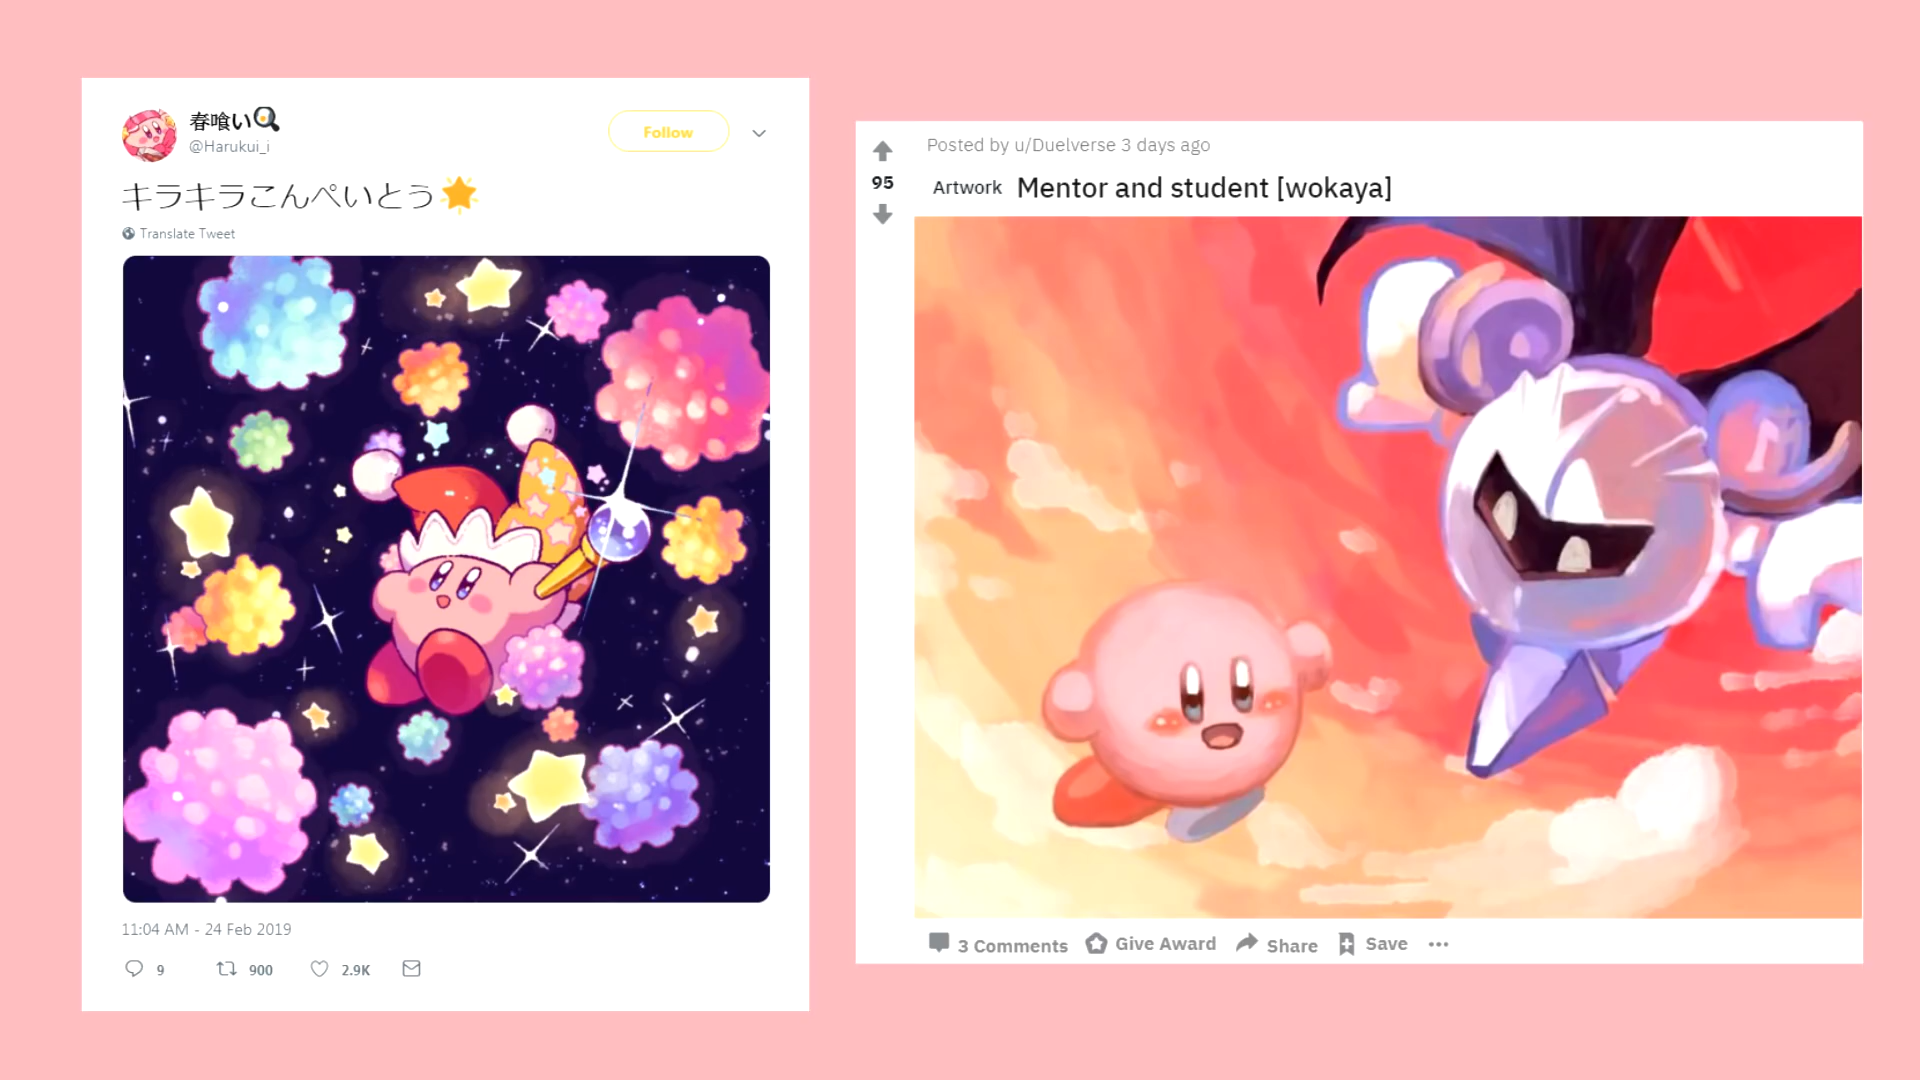 春喰い🍳
@Harukui_i
Follow
キラキラこんぺいとう🌟
Translate Tweet
11:04 AM - 24 Feb 2019
9
900
2.9K
Posted by u/Duelverse 3 days ago
95
Artwork Mentor and student [wokaya]
3 Comments Give Award Share Save ...